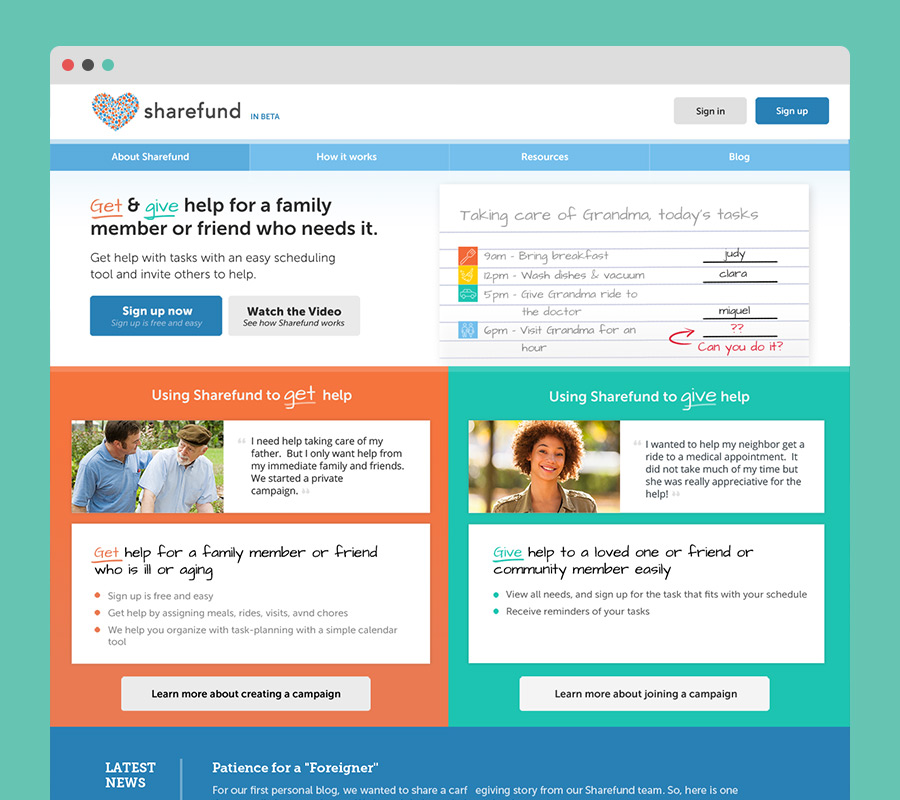 sharefund IN BETA
Sign in
Sign up
About Sharefund
How it works
Resources
Blog
Get & give help for a family
member or friend who needs it.
Get help with tasks with an easy scheduling
tool and invite others to help.
Sign up now
Sign up is free and easy
Watch the Video
See how Sharefund works
Taking care of Grandma, today's tasks
9am - Bring breakfast judy
12pm - Wash dishes & vacuum clara
5pm - Give Grandma ride to
the doctor miguel
6pm - Visit Grandma for an ??
hour Can you do it?
Using Sharefund to get help
“ I need help taking care of my
father. But I only want help from
my immediate family and friends.
We started a private
campaign. ”
Get help for a family member or friend
who is ill or aging
Sign up is free and easy
Get help by assigning meals, rides, visits, avnd chores
We help you organize with task-planning with a simple calendar
tool
Learn more about creating a campaign
Using Sharefund to give help
“ I wanted to help my neighbor get a
ride to a medical appointment. It
did not take much of my time but
she was really appreciative for the
help! ”
Give help to a loved one or friend or
community member easily
View all needs, and sign up for the task that fits with your schedule
Receive reminders of your tasks
Learn more about joining a campaign
LATEST
NEWS
Patience for a "Foreigner"
For our first personal blog, we wanted to share a carf egiving story from our Sharefund team. So, here is one